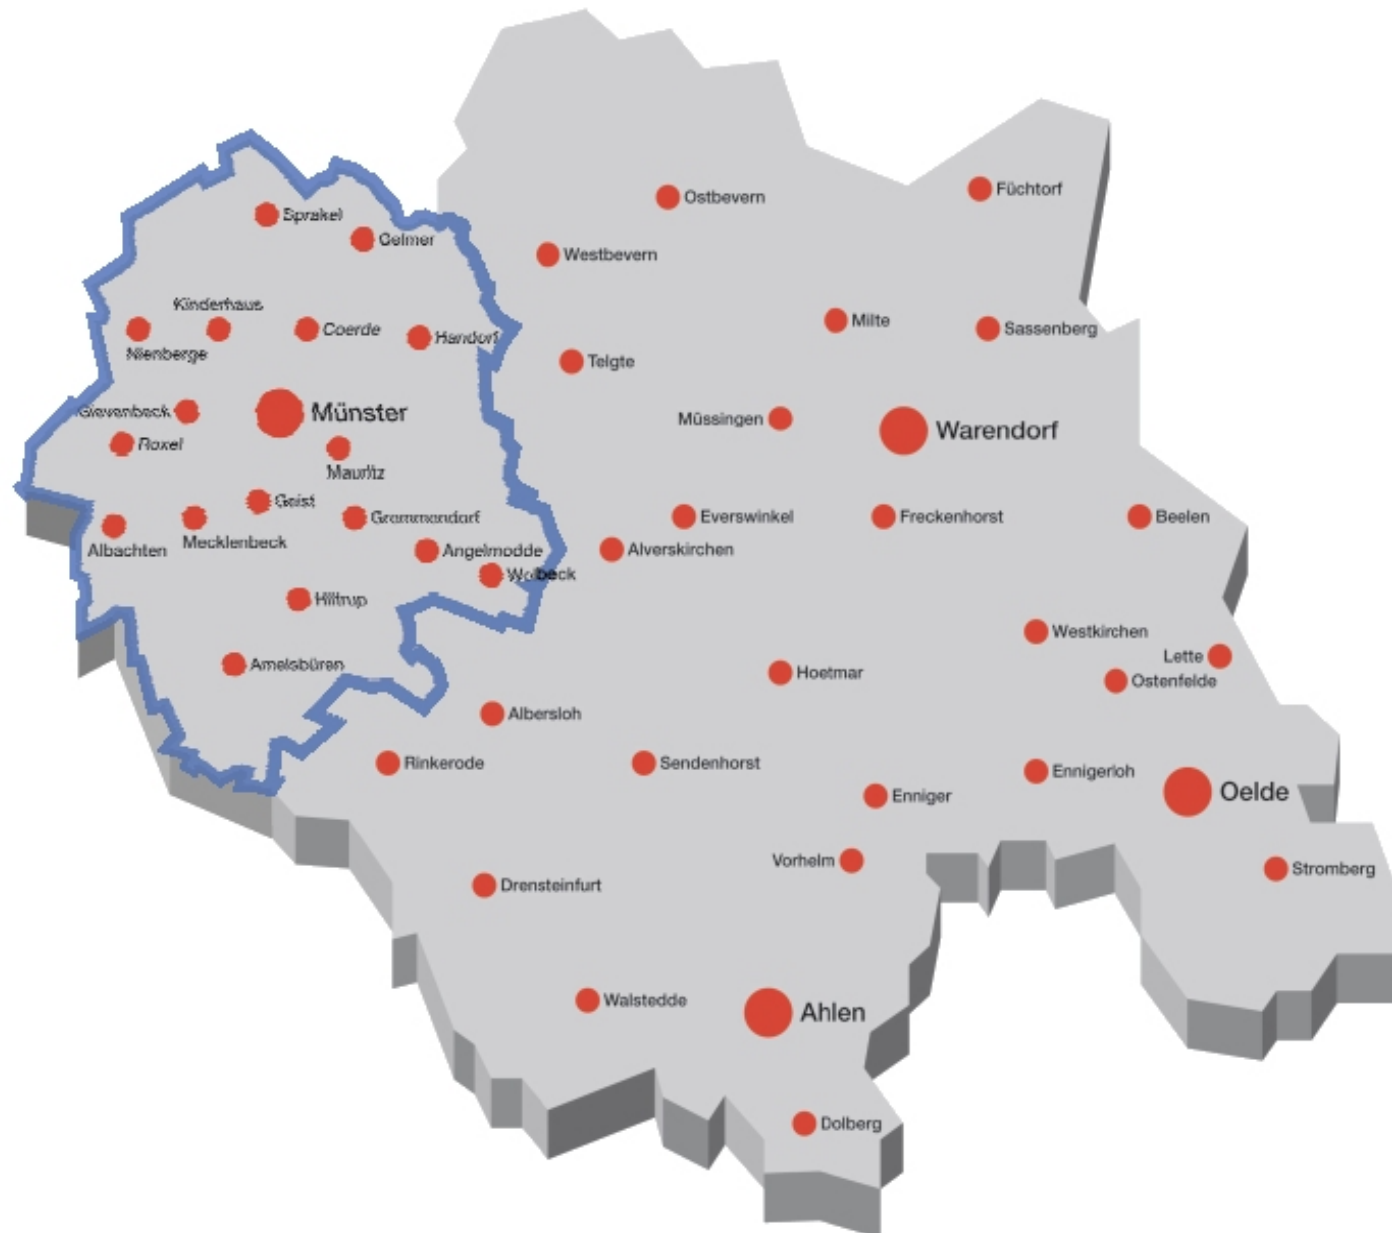 Ostbevern
Füchtorf
Sprakel
Gelmer
Westbevern
Kinderhaus
Coerde
Handorf
Milte
Sassenberg
Nienberge
Telgte
Gievenbeck
Münster
Müssingen
Warendorf
Roxel
Mauritz
Geist
Gremmendorf
Everswinkel
Freckenhorst
Beelen
Albachten
Mecklenbeck
Angelmodde
Alverskirchen
Wolbeck
Hiltrup
Westkirchen
Lette
Amelsbüren
Hoetmar
Ostenfelde
Albersloh
Rinkerode
Sendenhorst
Ennigerloh
Enniger
Oelde
Vorhelm
Stromberg
Drensteinfurt
Walstedde
Ahlen
Dolberg